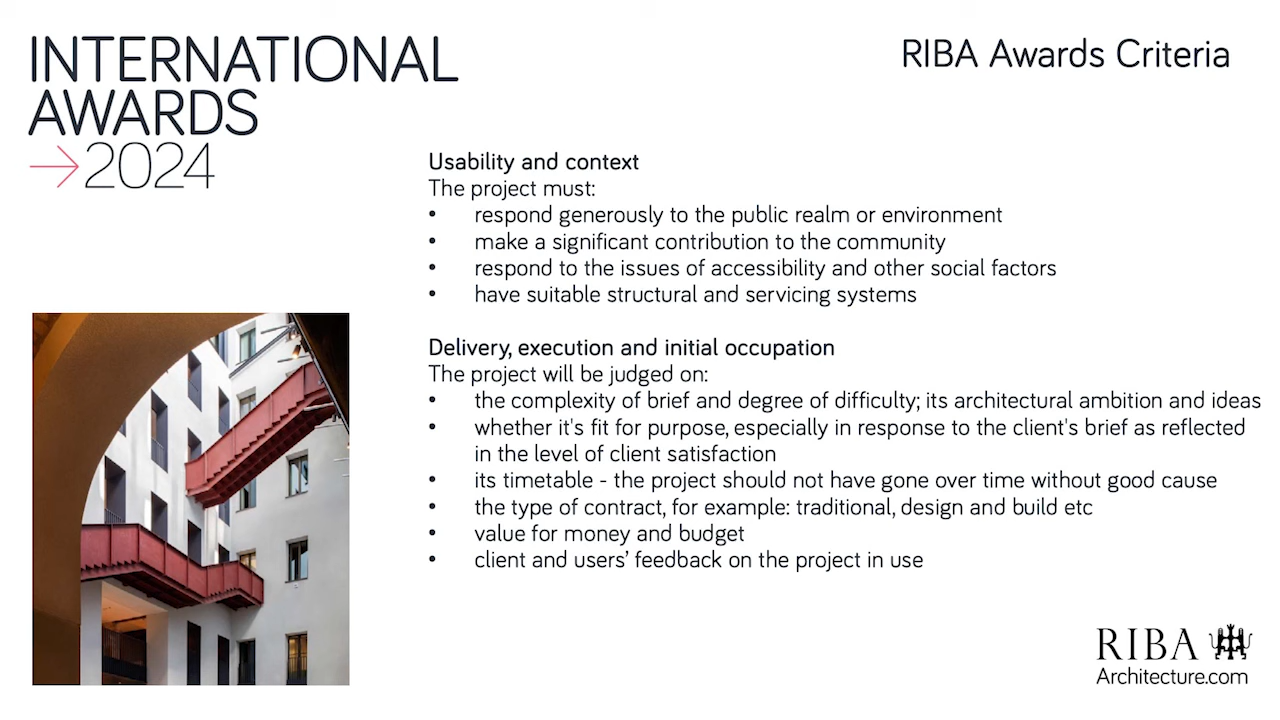 INTERNATIONAL
AWARDS
→2024
RIBA Awards Criteria
Usability and context
The project must:
• respond generously to the public realm or environment
• make a significant contribution to the community
• respond to the issues of accessibility and other social factors
• have suitable structural and servicing systems
Delivery, execution and initial occupation
The project will be judged on:
• the complexity of brief and degree of difficulty; its architectural ambition and ideas
• whether it's fit for purpose, especially in response to the client's brief as reflected
in the level of client satisfaction
• its timetable - the project should not have gone over time without good cause
• the type of contract, for example: traditional, design and build etc
• value for money and budget
• client and users’ feedback on the project in use
RIBA
Architecture.com